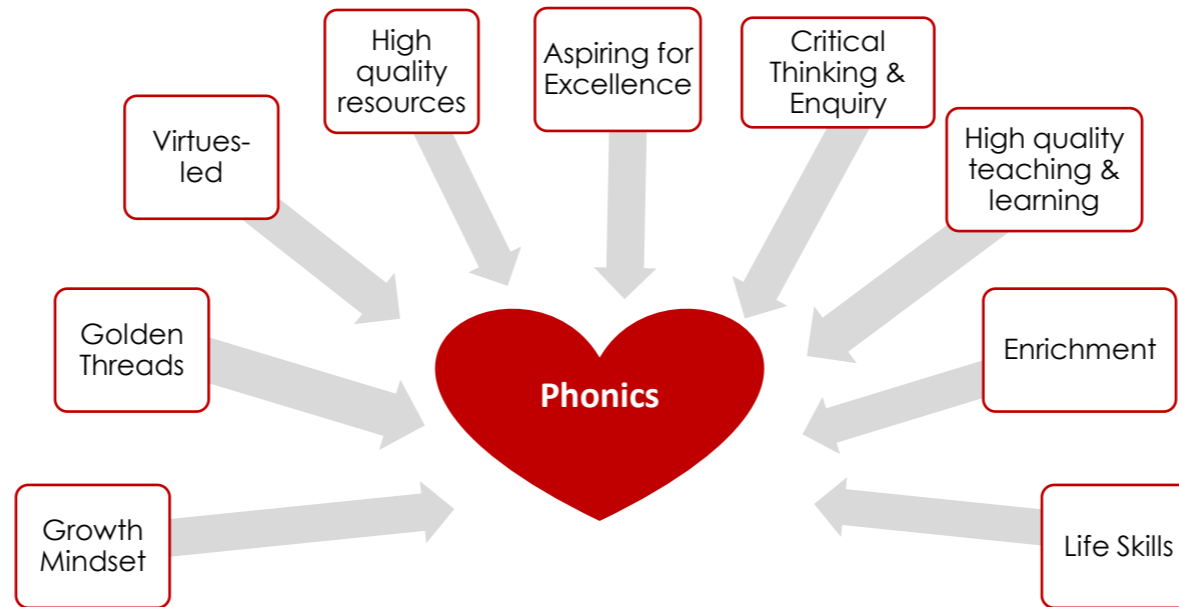 High
quality
resources
Aspiring for
Excellence
Critical
Thinking &
Enquiry
Virtues-
led
High quality
teaching &
learning
Golden
Threads
Phonics
Enrichment
Growth
Mindset
Life Skills